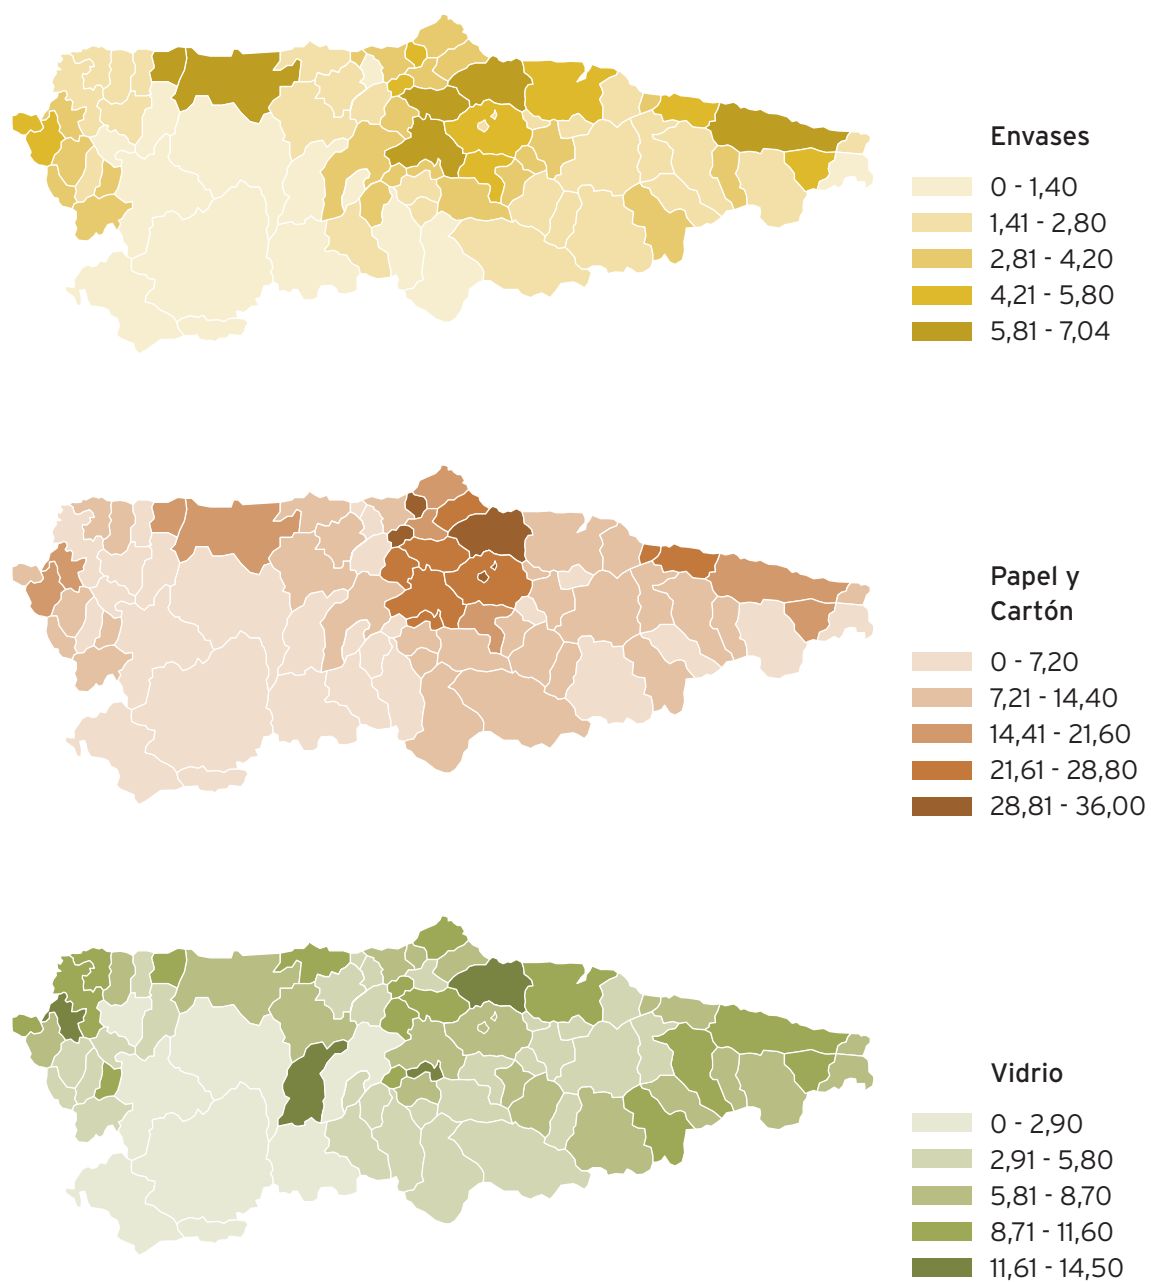 Envases
0 - 1,40
1,41 - 2,80
2,81 - 4,20
4,21 - 5,80
5,81 - 7,04
Papel y
Cartón
0 - 7,20
7,21 - 14,40
14,41 - 21,60
21,61 - 28,80
28,81 - 36,00
Vidrio
0 - 2,90
2,91 - 5,80
5,81 - 8,70
8,71 - 11,60
11,61 - 14,50